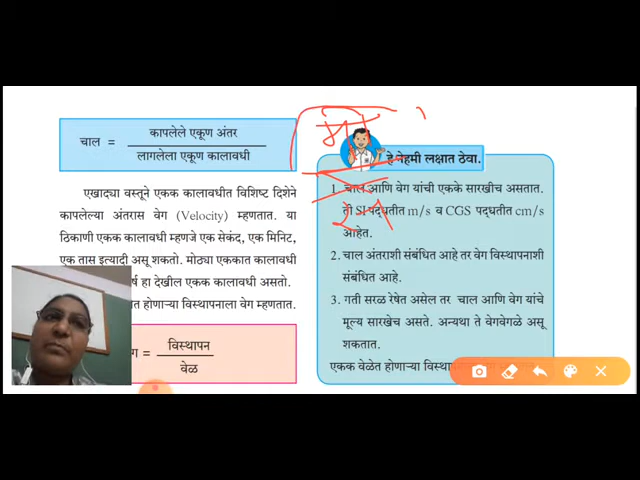 चाल = कापलेले एकूण अंतर
लागलेला एकूण कालावधी
एखाद्या वस्तूने एकक कालावधीत विशिष्ट दिशेने
कापलेल्या अंतरास वेग (Velocity) म्हणतात. या
ठिकाणी एकक कालावधी म्हणजे एक सेकंद, एक मिनिट,
एक तास इत्यादी असू शकतो. मोठ्या एककात कालावधी
र्ष हा देखील एकक कालावधी असतो.
त होणाऱ्या विस्थापनाला वेग म्हणतात.
ग = विस्थापन
वेळ
हे नेहमी लक्षात ठेवा.
1. चाल आणि वेग यांची एकके सारखीच असतात.
ती SI पद्धतीत m/s व CGS पद्धतीत cm/s
आहेत.
2. चाल अंतराशी संबंधित आहे तर वेग विस्थापनाशी
संबंधित आहे.
3. गती सरळ रेषेत असेल तर चाल आणि वेग यांचे
मूल्य सारखेच असते. अन्यथा ते वेगवेगळे असू
शकतात.
एकक वेळेत होणाऱ्या